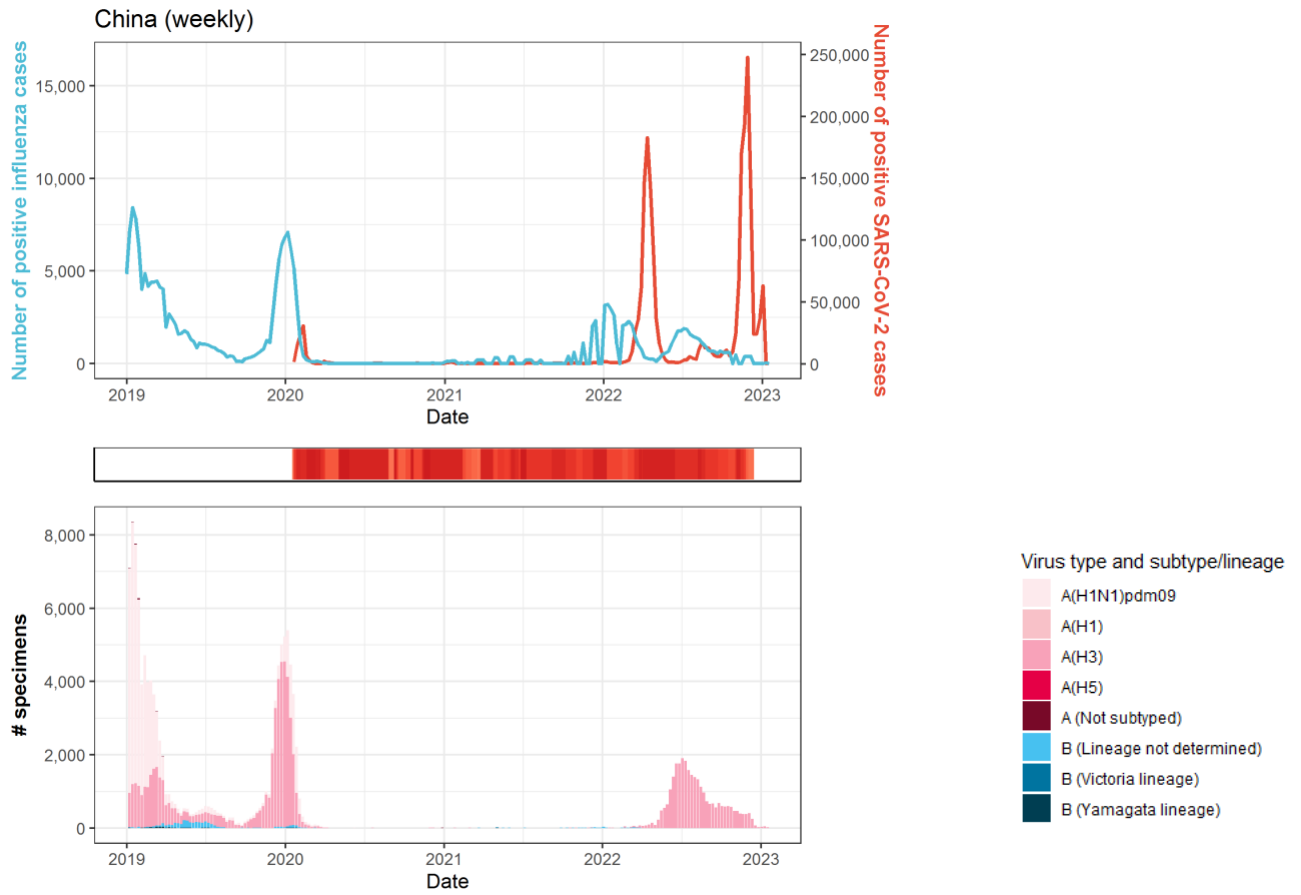 China (weekly)
Number of positive influenza cases
15,000
10,000
5,000
0
250,000
200,000
150,000
100,000
50,000
0
Number of positive SARS-CoV-2 cases
2019 2020 2021 2022 2023
Date
# specimens
8,000
6,000
4,000
2,000
0
2019 2020 2021 2022 2023
Date
Virus type and subtype/lineage
A(H1N1)pdm09
A(H1)
A(H3)
A(H5)
A (Not subtyped)
B (Lineage not determined)
B (Victoria lineage)
B (Yamagata lineage)